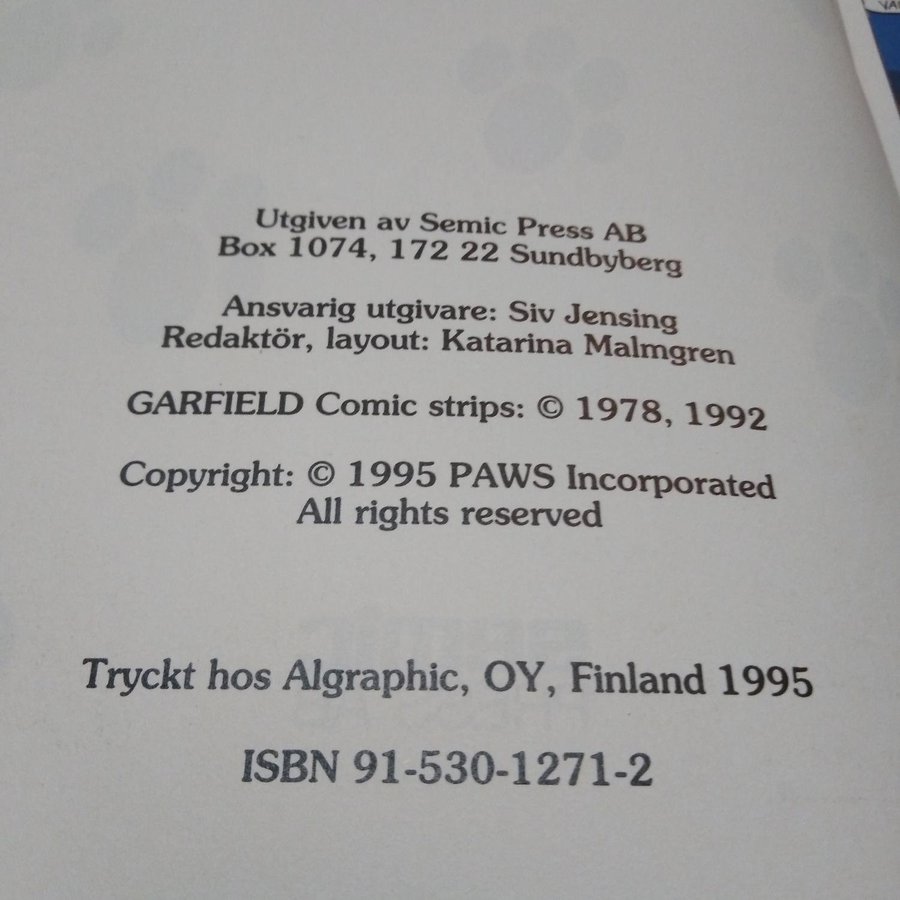 Utgiven av Semic Press AB
Box 1074, 172 22 Sundbyberg
Ansvarig utgivare: Siv Jensing
Redaktör, layout: Katarina Malmgren
GARFIELD Comic strips: © 1978, 1992
Copyright: © 1995 PAWS Incorporated
All rights reserved
Tryckt hos Algraphic, OY, Finland 1995
ISBN 91-530-1271-2